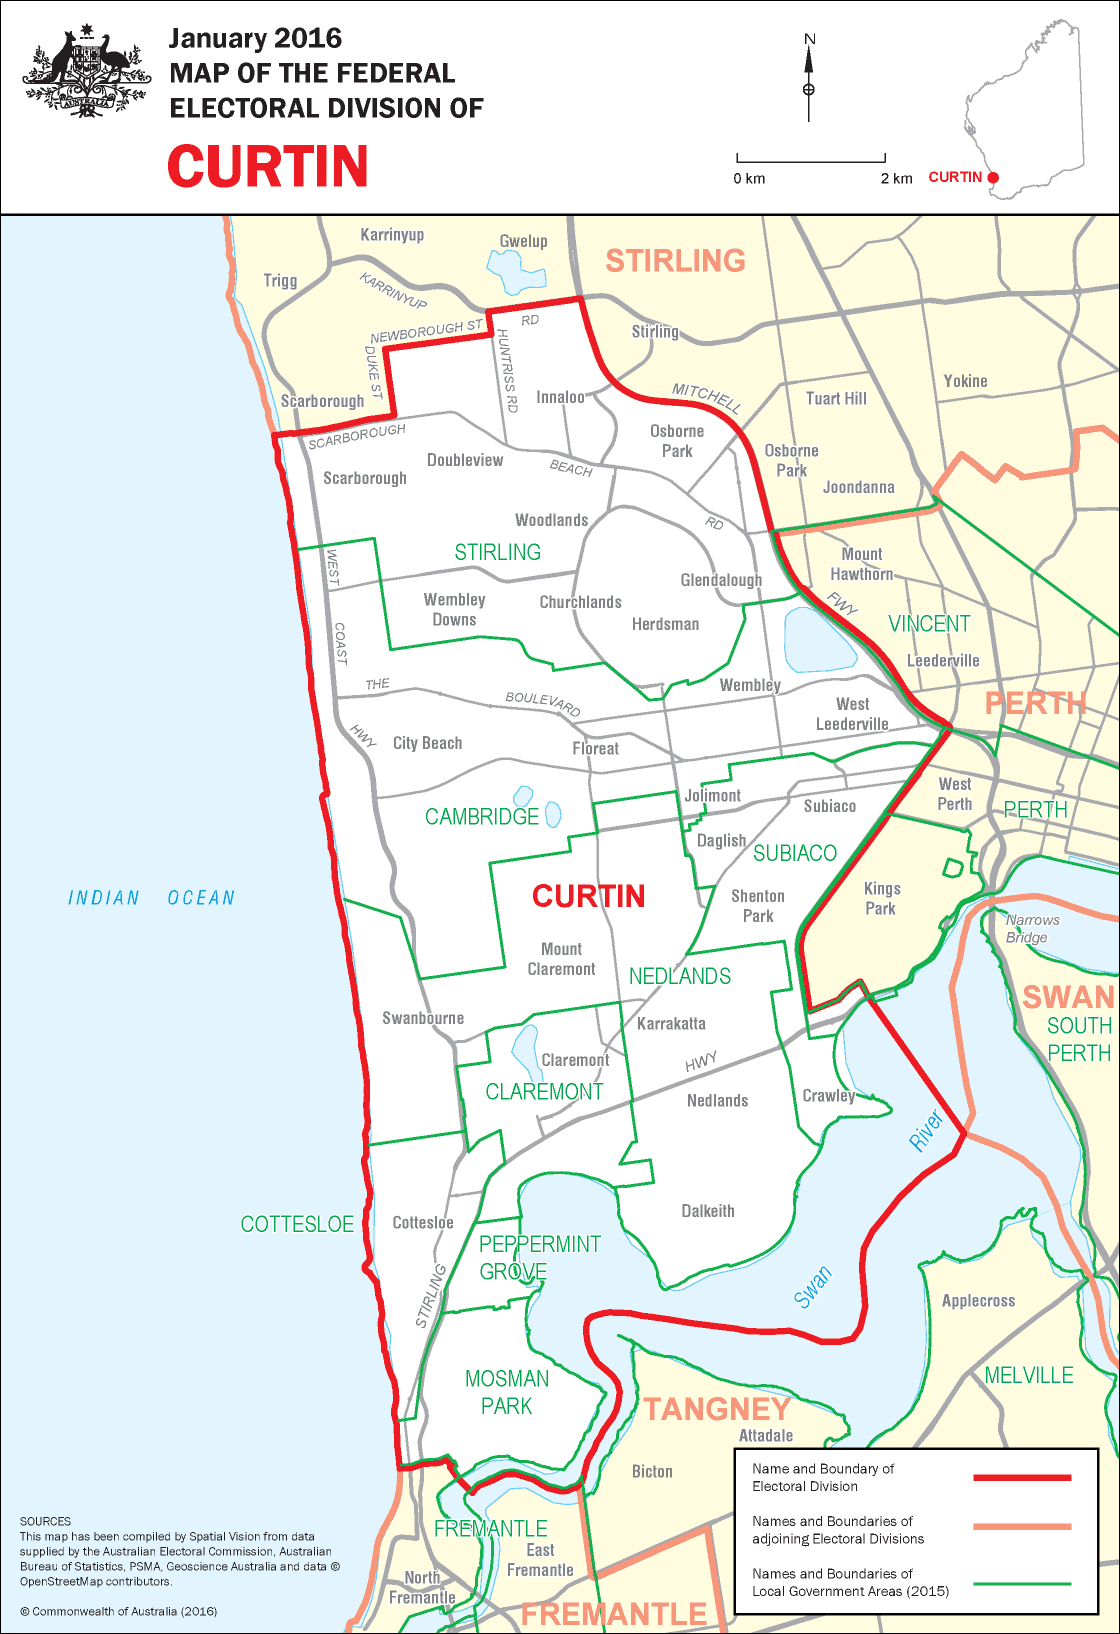 January 2016
MAP OF THE FEDERAL
ELECTORAL DIVISION OF
CURTIN
AUSTRALIA
N
0 km
2 km
CURTIN
Karrinyup
Gwelup
STIRLING
Trigg
KARRINYUP
RD
NEWBOROUGH ST
Stirling
DUKE ST
HUNTRISS RD
Yokine
MITCHELL
Innaloo
Tuart Hill
Scarborough
SCARBOROUGH
Osborne
Park
Osborne
Park
Doubleview
BEACH
Scarborough
Joondanna
Woodlands
RD
STIRLING
Mount
Hawthorn
WEST
Glendalough
Wembley
Downs
Churchlands
FWY
Herdsman
VINCENT
COAST
Leederville
THE
Wembley
BOULEVARD
PERTH
West
Leederville
HWY
City Beach
Floreat
West
Perth
Jolimont
Subiaco
CAMBRIDGE
PERTH
Daglish
SUBIACO
INDIAN OCEAN
CURTIN
Shenton
Park
Kings
Park
Narrows
Bridge
Mount
Claremont
NEDLANDS
SWAN
Swanbourne
Karrakatta
SOUTH
PERTH
Claremont
HWY
CLAREMONT
Nedlands
Crawley
River
COTTESLOE
Cottesloe
Dalkeith
PEPPERMINT
GROVE
STIRLING
Swan
Applecross
MOSMAN
PARK
MELVILLE
TANGNEY
Attadale
Bicton
FREMANTLE
East
Fremantle
North
Fremantle
FREMANTLE
Name and Boundary of
Electoral Division
Names and Boundaries of
adjoining Electoral Divisions
Names and Boundaries of
Local Government Areas (2015)
SOURCES
This map has been compiled by Spatial Vision from data
supplied by the Australian Electoral Commission, Australian
Bureau of Statistics, PSMA, Geoscience Australia and data ©
OpenStreetMap contributors.
© Commonwealth of Australia (2016)